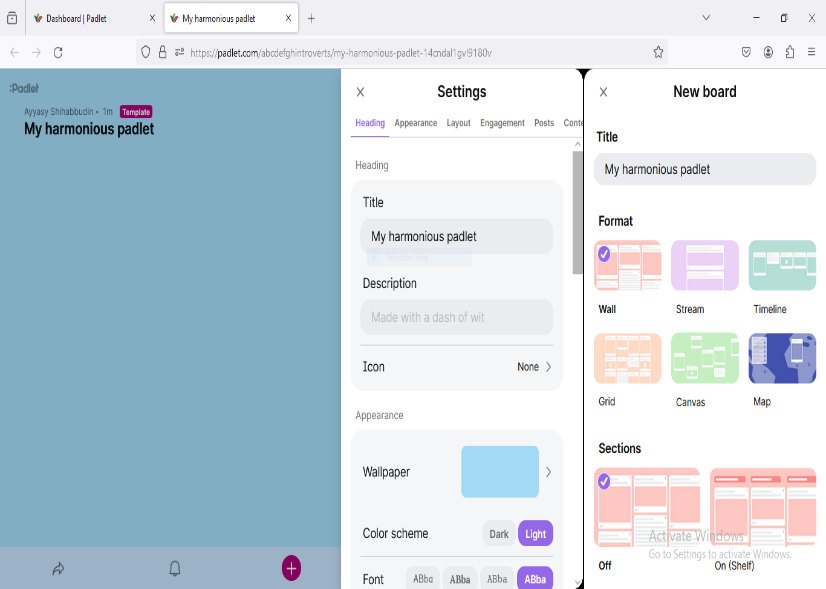 Dashboard | Padlet
My harmonious padlet
https://padlet.com/abcdefghintroverts/my-harmonious-padlet-14cndal1gvl9180v
:Padlet
Ayyasy Shihabbudin • 1m Template
My harmonious padlet
Settings
Heading Appearance Layout Engagement Posts Conte
Heading
Title
My harmonious padlet
Description
Made with a dash of wit
Icon None
Appearance
Wallpaper
Color scheme Dark Light
Font ABba ABba ABba ABba
New board
Title
My harmonious padlet
Format
Wall Stream Timeline
Grid Canvas Map
Sections
Off On (Shelf)
Activate Windows
Go to Settings to activate Windows.